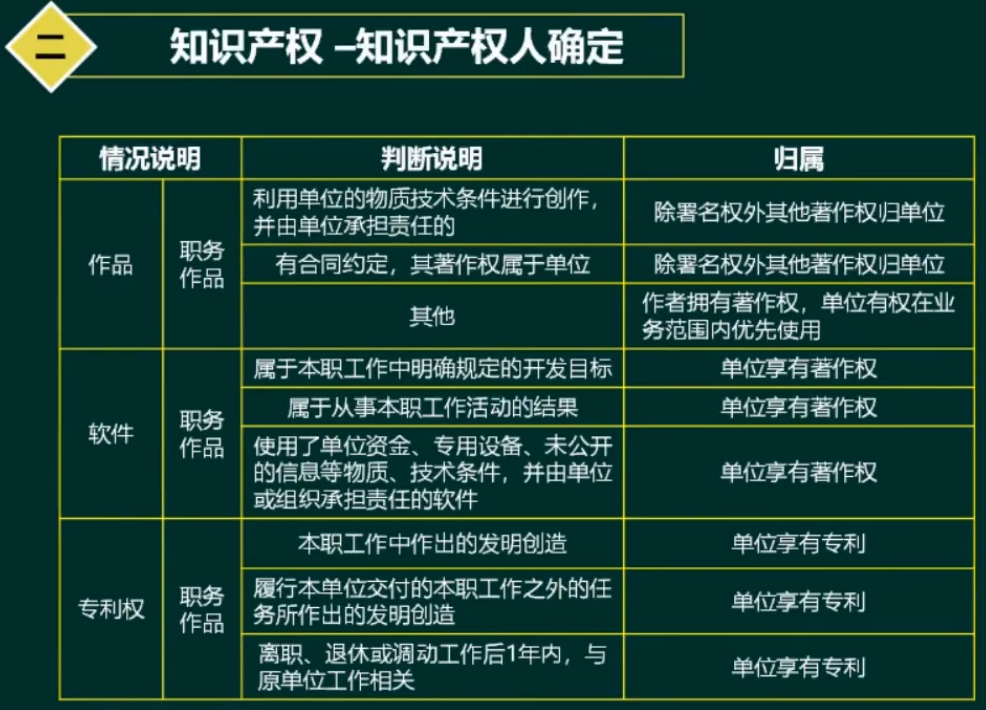 二
知识产权 –知识产权人确定
情况说明
判断说明
归属
作品
职务
作品
利用单位的物质技术条件进行创作，
并由单位承担责任的
除署名权外其他著作权归单位
有合同约定，其著作权属于单位
除署名权外其他著作权归单位
其他
作者拥有著作权，单位有权在业
务范围内优先使用
软件
职务
作品
属于本职工作中明确规定的开发目标
单位享有著作权
属于从事本职工作活动的结果
单位享有著作权
使用了单位资金、专用设备、未公开
的信息等物质、技术条件，并由单位
或组织承担责任的软件
单位享有著作权
专利权
职务
作品
本职工作中作出的发明创造
单位享有专利
履行本单位交付的本职工作之外的任
务所作出的发明创造
单位享有专利
离职、退休或调动工作后1年内，与
原单位工作相关
单位享有专利